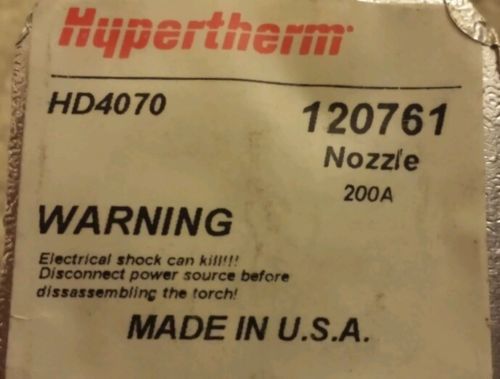 Hypertherm
HD4070
120761
Nozzle
200A
WARNING
Electrical shock can kill!!!!
Disconnect power source before
dissassembling the torch!
MADE IN U.S.A.